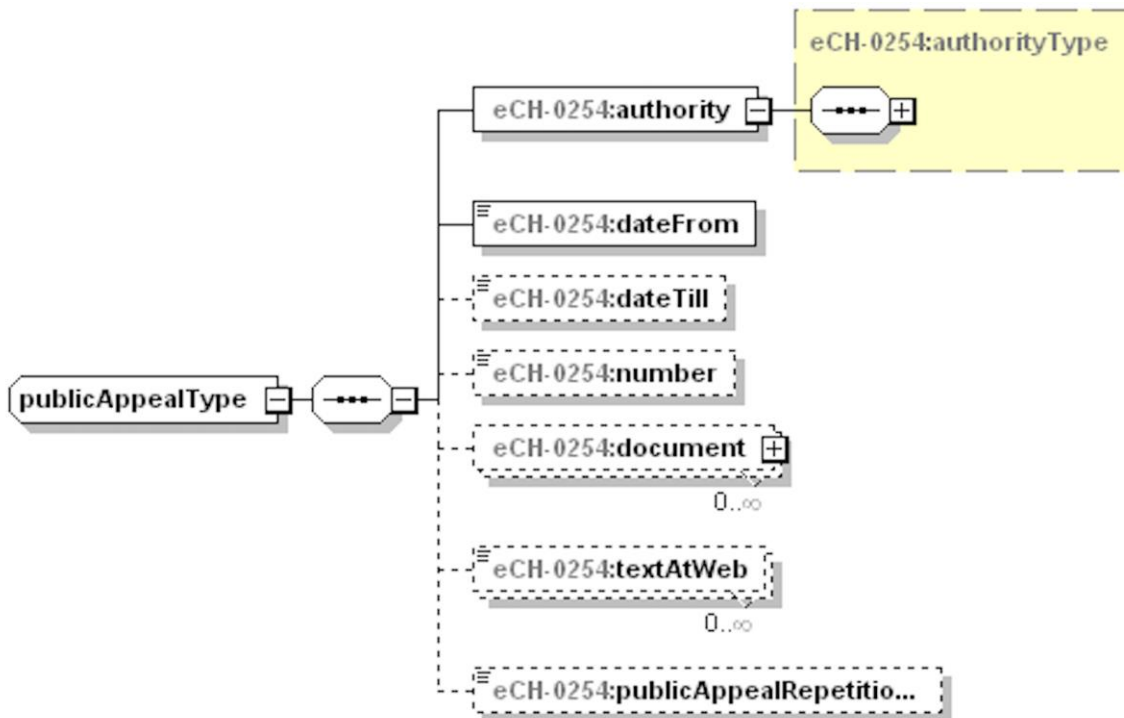 eCH-0254:authorityType
eCH-0254:authority
eCH-0254:dateFrom
eCH-0254:dateTill
eCH-0254:number
publicAppealType
eCH-0254:document
0..∞
eCH-0254:textAtWeb
0..∞
eCH-0254:publicAppealRepetitio...